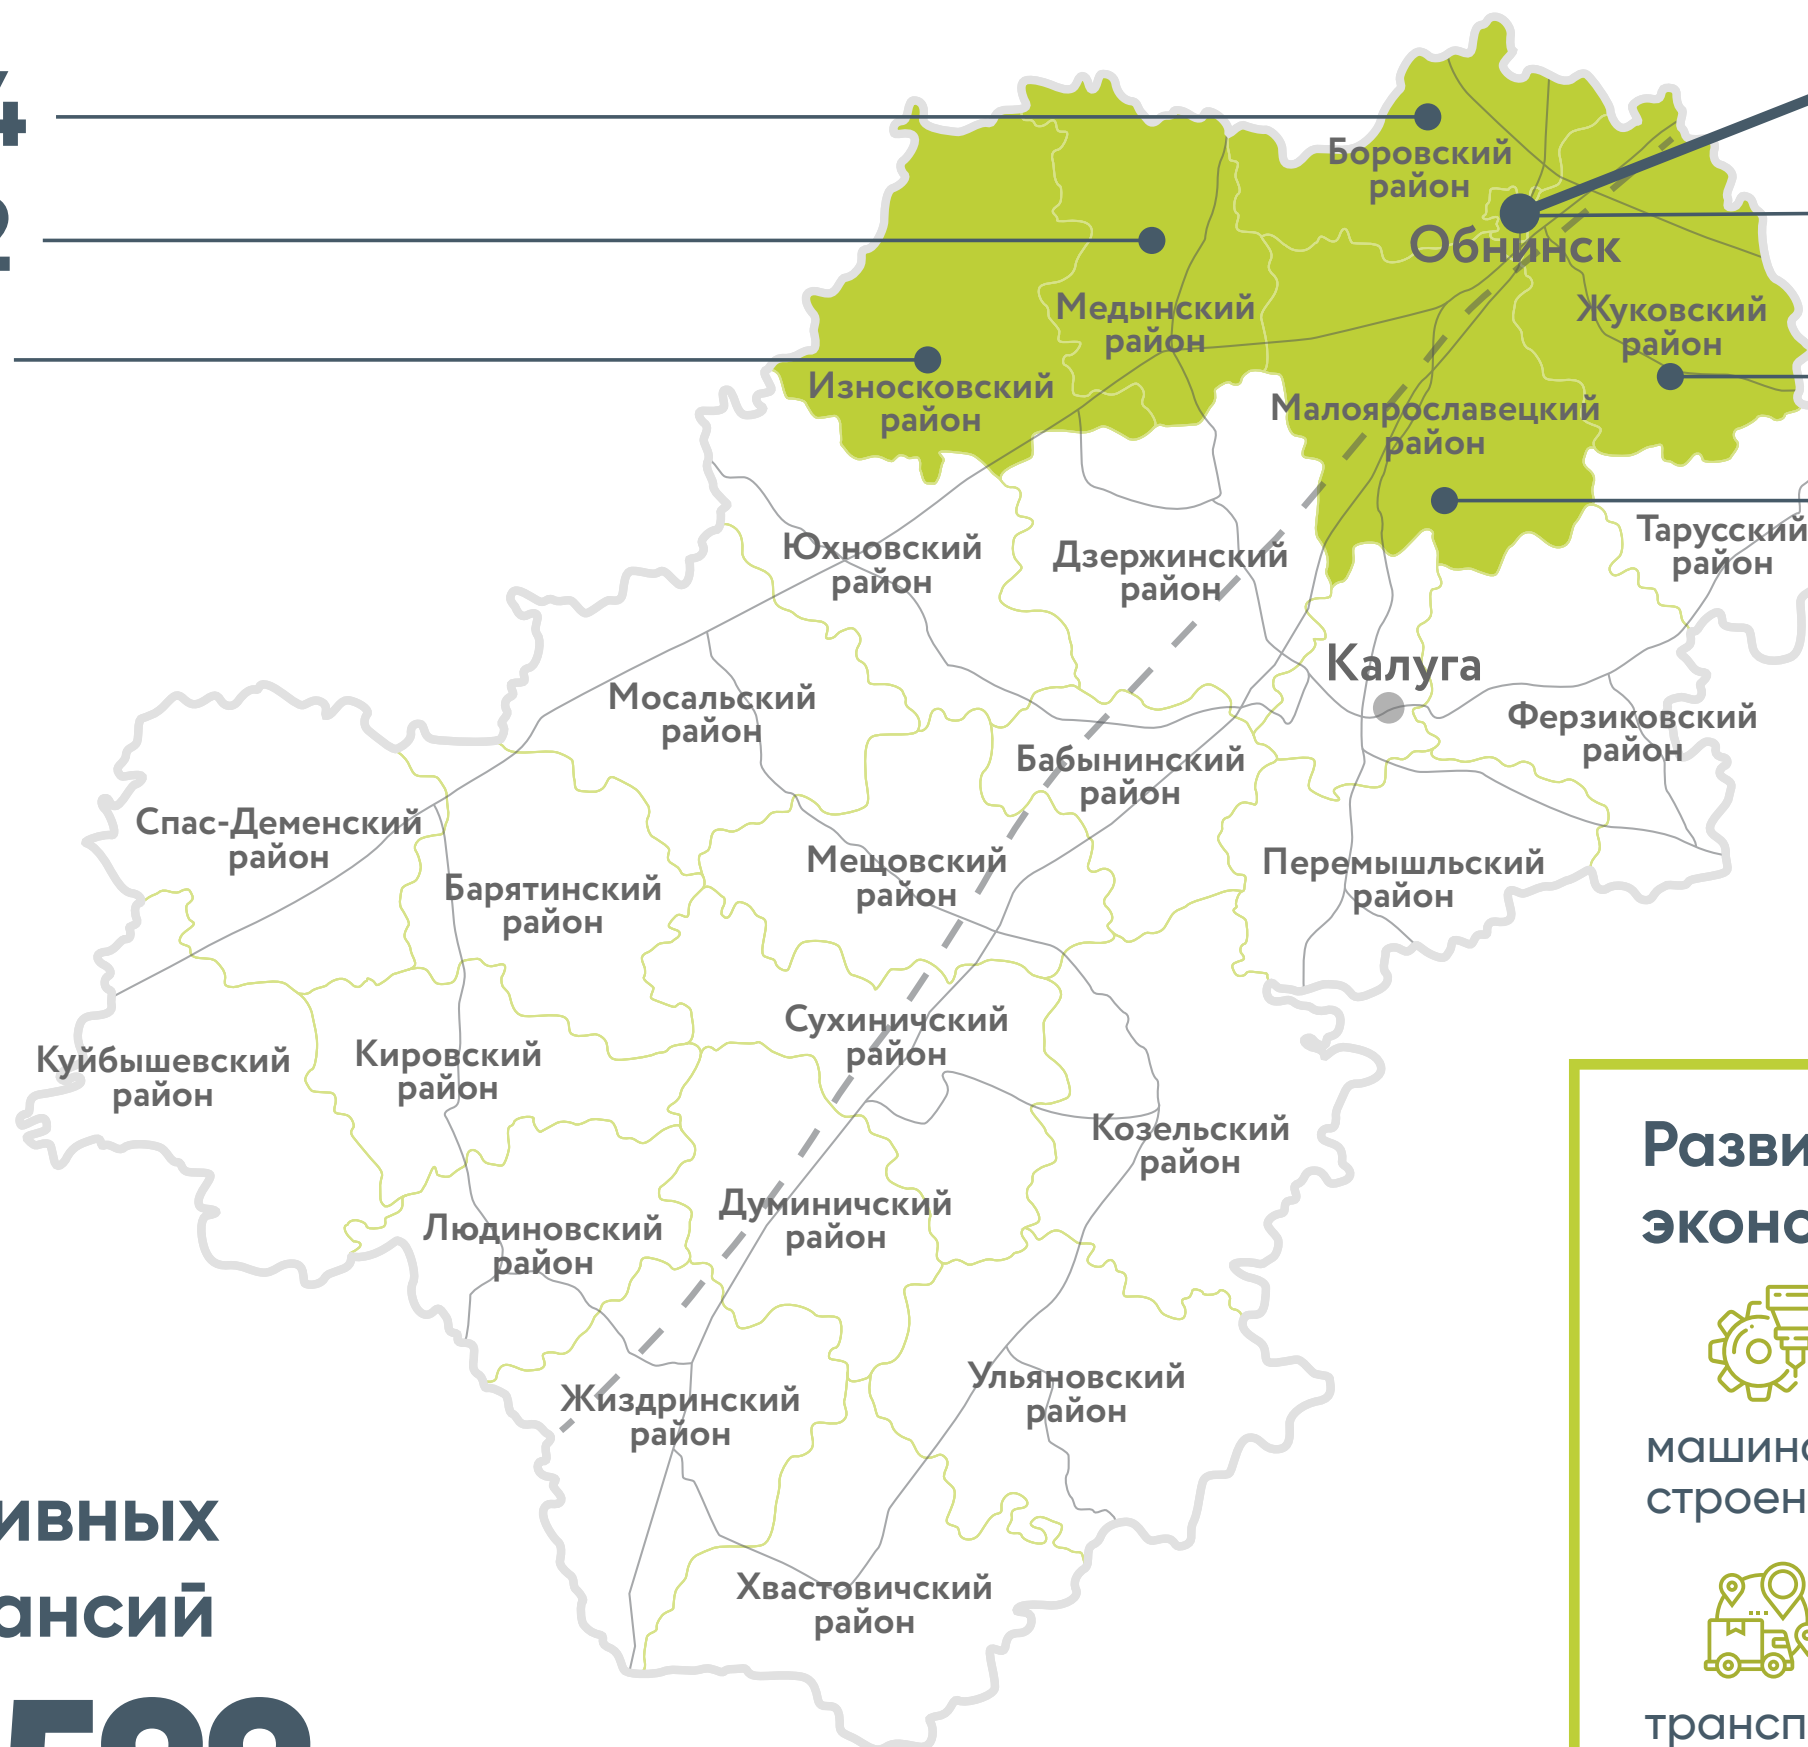 4
2
Боровский
район
Обнинск
Медынский
район
Жуковский
район
Износковский
район
Малоярославецкий
район
Тарусский
район
Юхновский
район
Дзержинский
район
Калуга
Мосальский
район
Ферзиковский
район
Бабынинский
район
Спас-Деменский
район
Мещовский
район
Перемышльский
район
Барятинский
район
Сухиничский
район
Куйбышевский
район
Кировский
район
Козельский
район
Думиничский
район
Людиновский
район
Ульяновский
район
Жиздринский
район
Хвастовичский
район
ивных
ансий
Разви
эконо
машино
строен
трансп